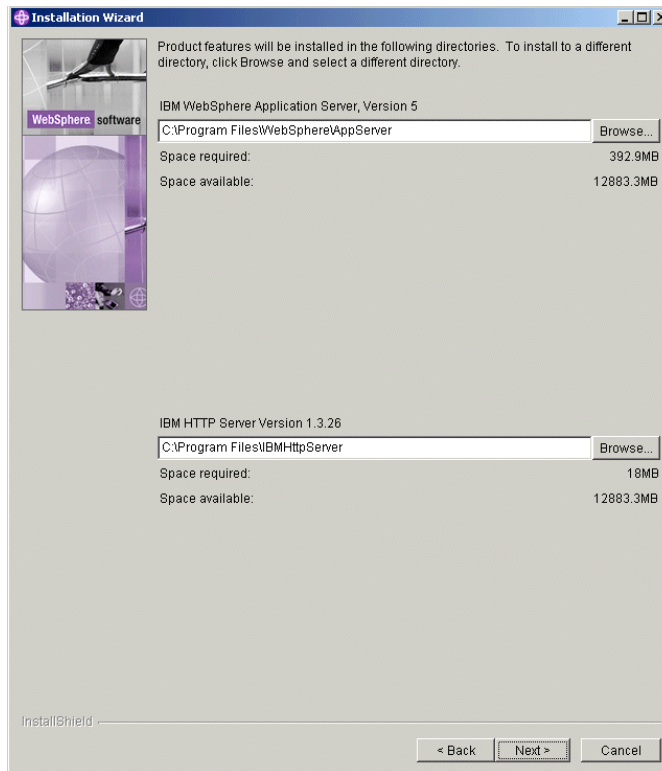 Installation Wizard
Product features will be installed in the following directories. To install to a different
directory, click Browse and select a different directory.
WebSphere software
IBM WebSphere Application Server, Version 5
C:\Program Files\WebSphere\AppServer
Browse...
Space required: 392.9MB
Space available: 12883.3MB
IBM HTTP Server Version 1.3.26
C:\Program Files\IBMHttpServer
Browse...
Space required: 18MB
Space available: 12883.3MB
InstallShield
< Back Next > Cancel